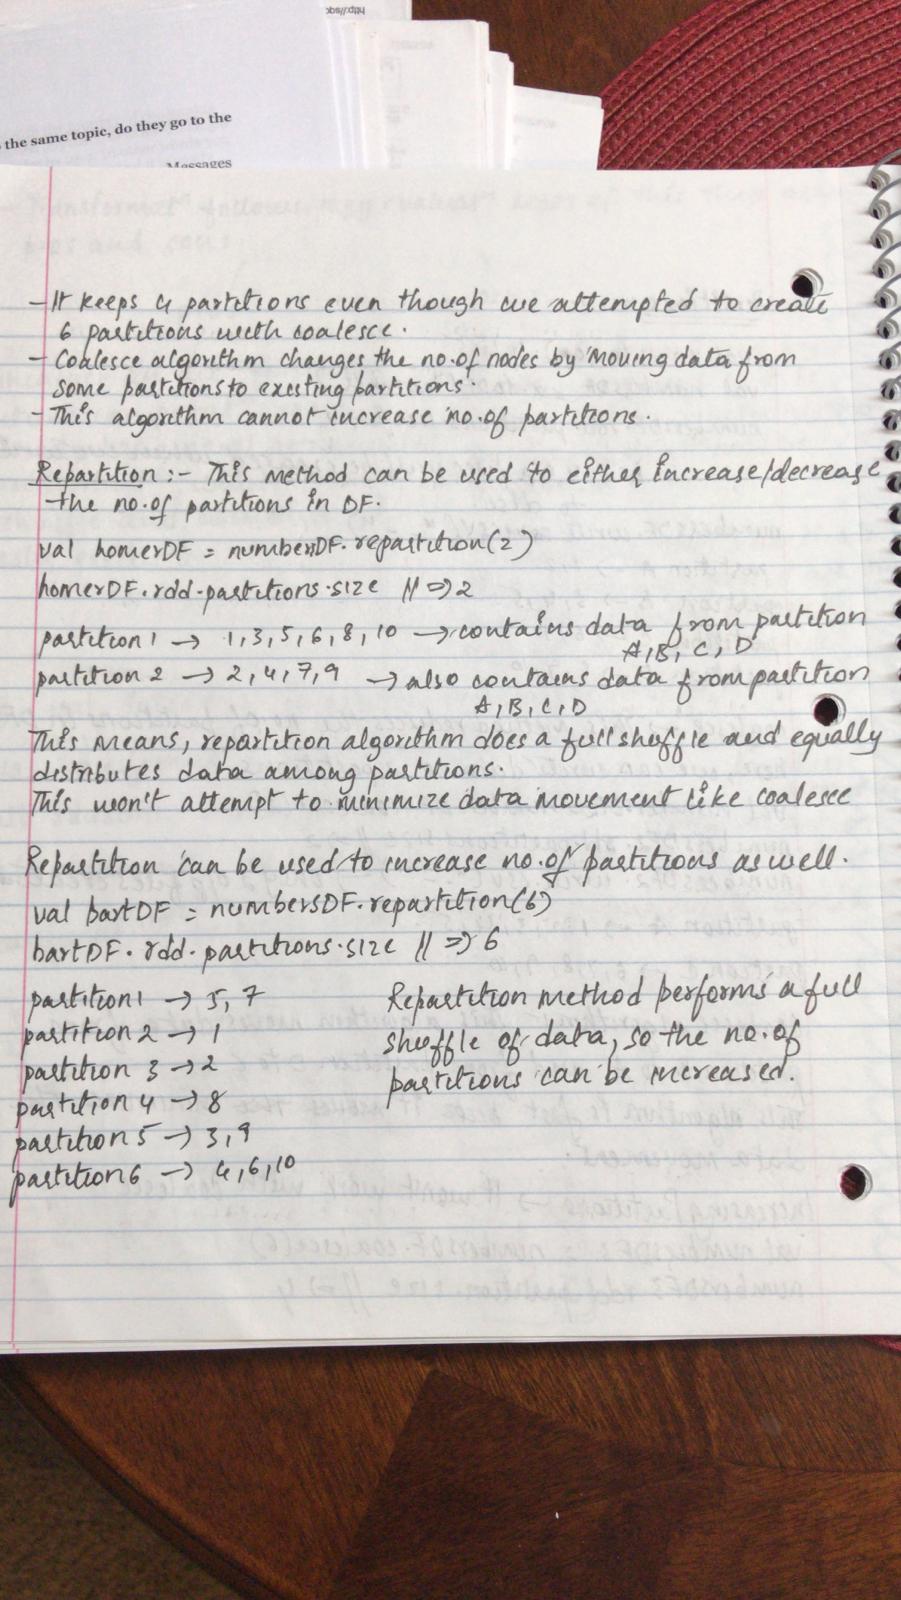 http://sqs
the same topic, do they go to the
Messages
- It keeps 4 partitions even though we attempted to create
6 partitions with coalesce.
- Coalesce algorithm changes the no. of nodes by moving data from
some partitions to existing partitions.
- This algorithm cannot increase no. of partitions.
Repartition :- This method can be used to either increase/decrease
the no. of partitions in DF.
val homerDF = numbersDF.repartition(2)
homerDF.rdd.partitions.size // => 2
partition 1 → 1, 3, 5, 6, 8, 10 → contains data from partition
A, B, C, D
partition 2 → 2, 4, 7, 9 → also contains data from partition
A, B, C, D
This means, repartition algorithm does a full shuffle and equally
distributes data among partitions.
This won't attempt to minimize data movement like coalesce
Repartition can be used to increase no. of partitions as well.
val bartDF = numbersDF.repartition(6)
bartDF.rdd.partitions.size // => 6
partition1 → 5, 7
partition 2 → 1
partition 3 → 2
partition 4 → 8
partition 5 → 3, 9
partition6 → 4, 6, 10
Repartition method performs a full
shuffle of data, so the no. of
partitions can be increased.